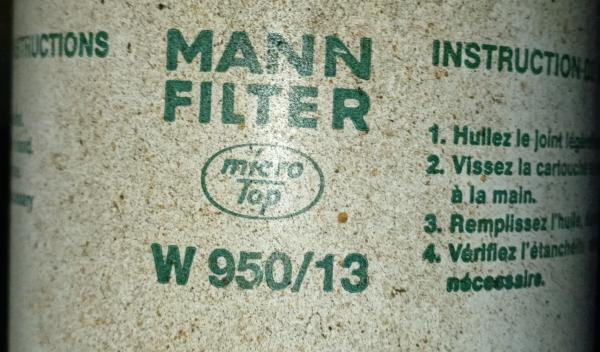 MANN
FILTER
micro
Top
W 950/13
INSTRUCTION
1. Huilez le joint
2. Vissez la cartouche
à la main.
3. Remplissez l'huile,
4. Vérifiez l'étanchéité
nécessaire.